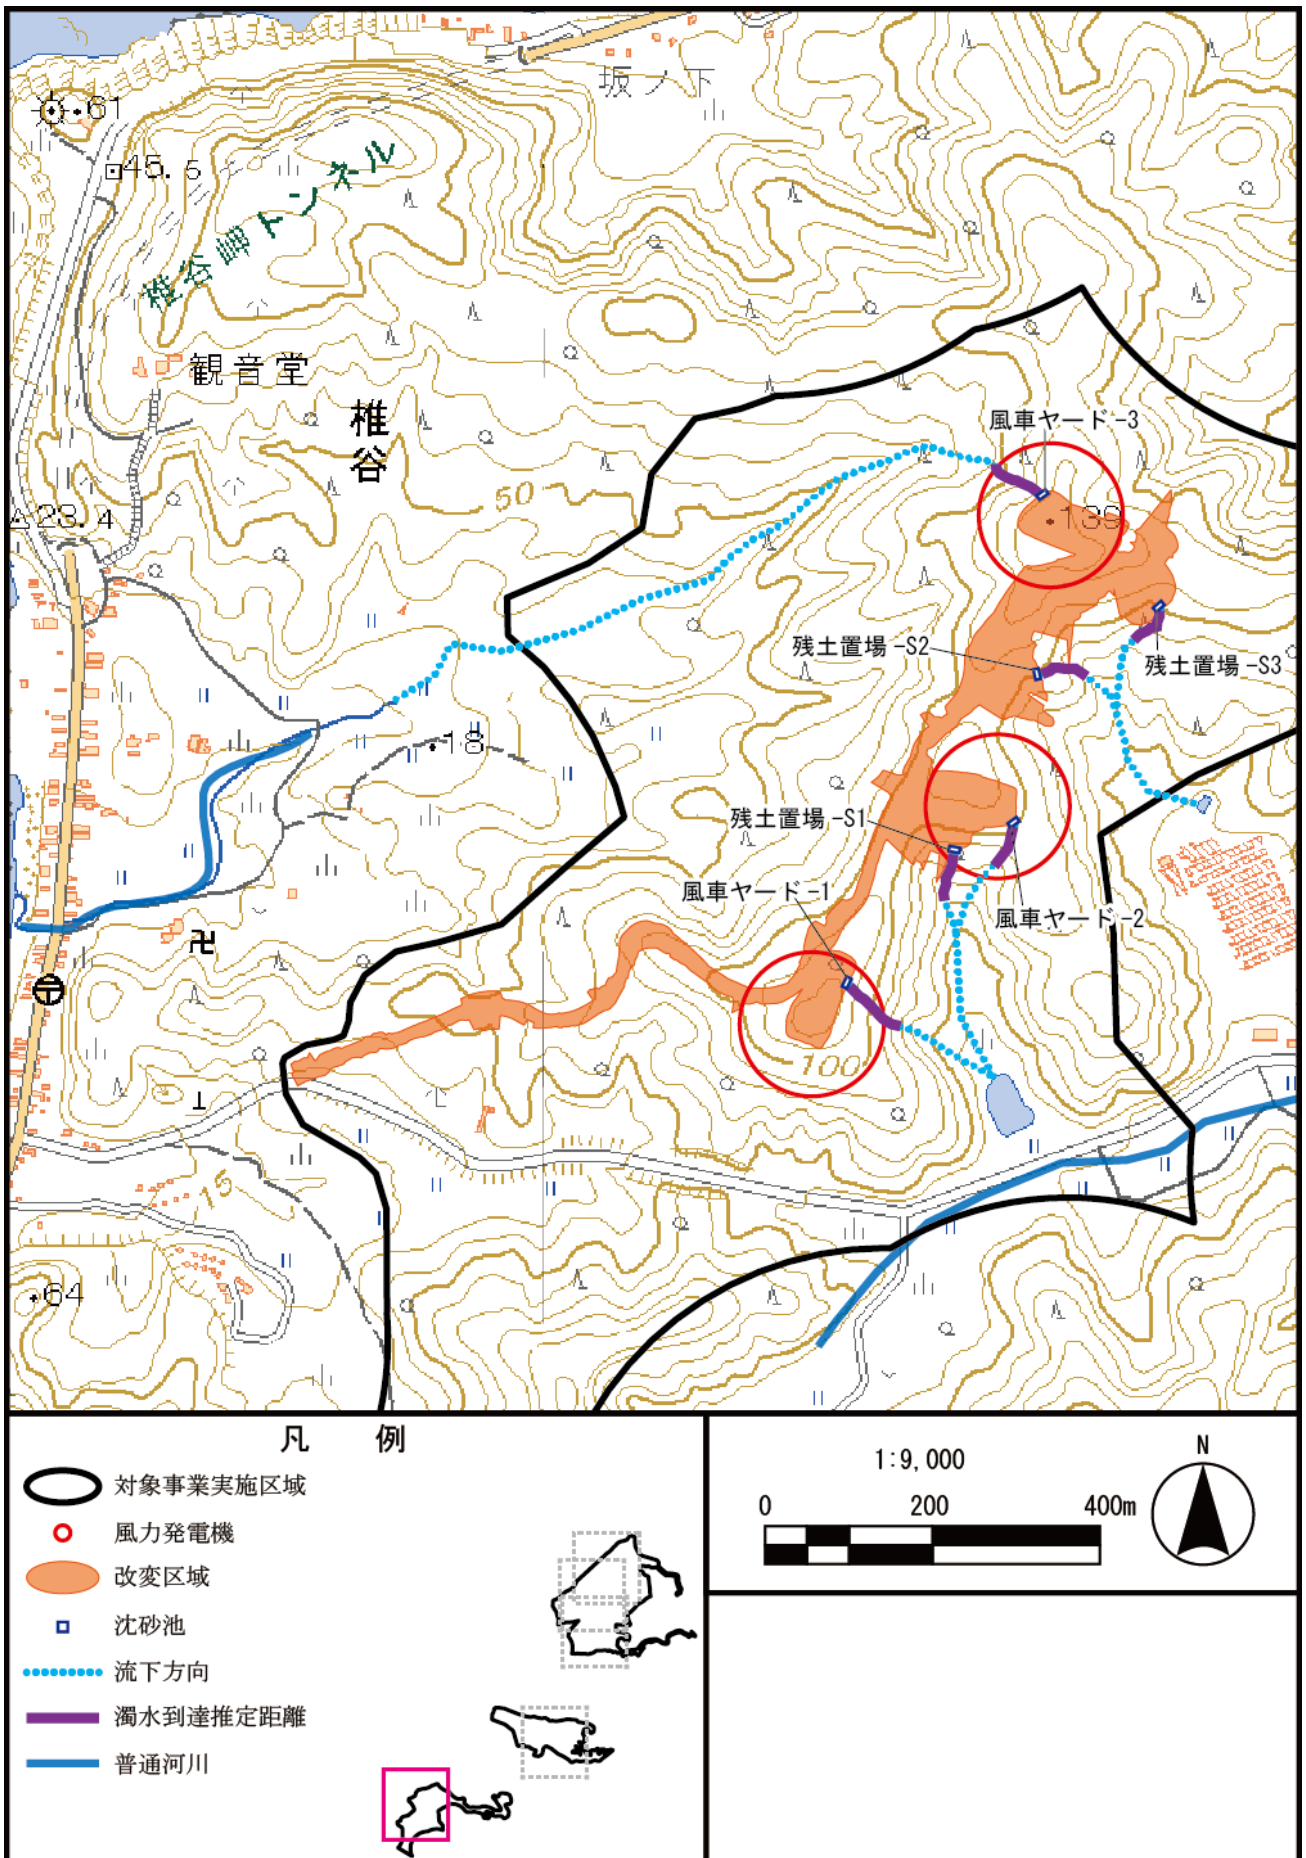 坂ノ下
61
45.5
椎谷岬トンネル
観音堂
椎谷
50
風車ヤード-3
139
23.4
残土置場-S2
残土置場-S3
18
残土置場-S1
風車ヤード-1
風車ヤード-2
卍
100
15
64
凡 例
対象事業実施区域
風力発電機
改変区域
沈砂池
流下方向
濁水到達推定距離
普通河川
1:9,000
N
0 200 400m